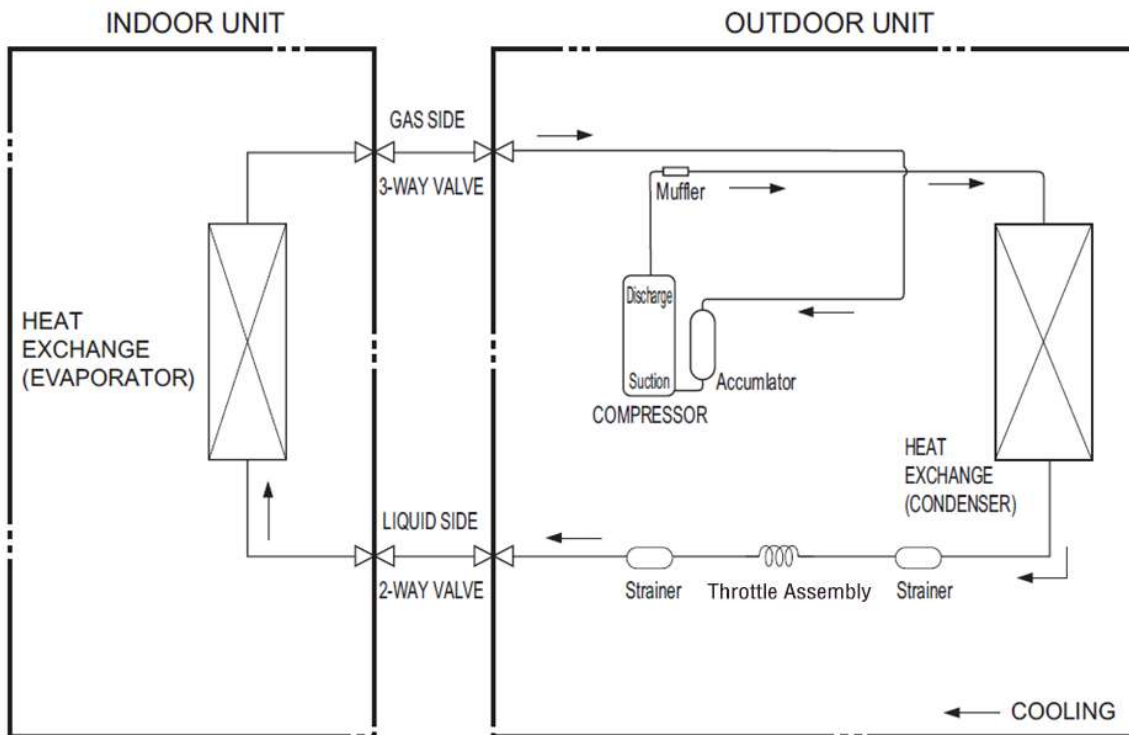 INDOOR UNIT
OUTDOOR UNIT
GAS SIDE
3-WAY VALVE
Muffler
HEAT
EXCHANGE
(EVAPORATOR)
Discharge
Suction
Accumlator
COMPRESSOR
HEAT
EXCHANGE
(CONDENSER)
LIQUID SIDE
2-WAY VALVE
Strainer
Throttle Assembly
Strainer
COOLING